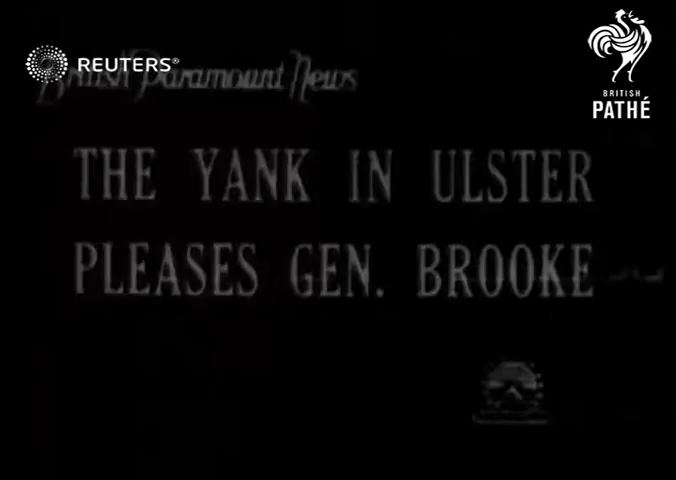 REUTERS®
British Paramount News
BRITISH
PATHÉ
THE YANK IN ULSTER
PLEASES GEN. BROOKE